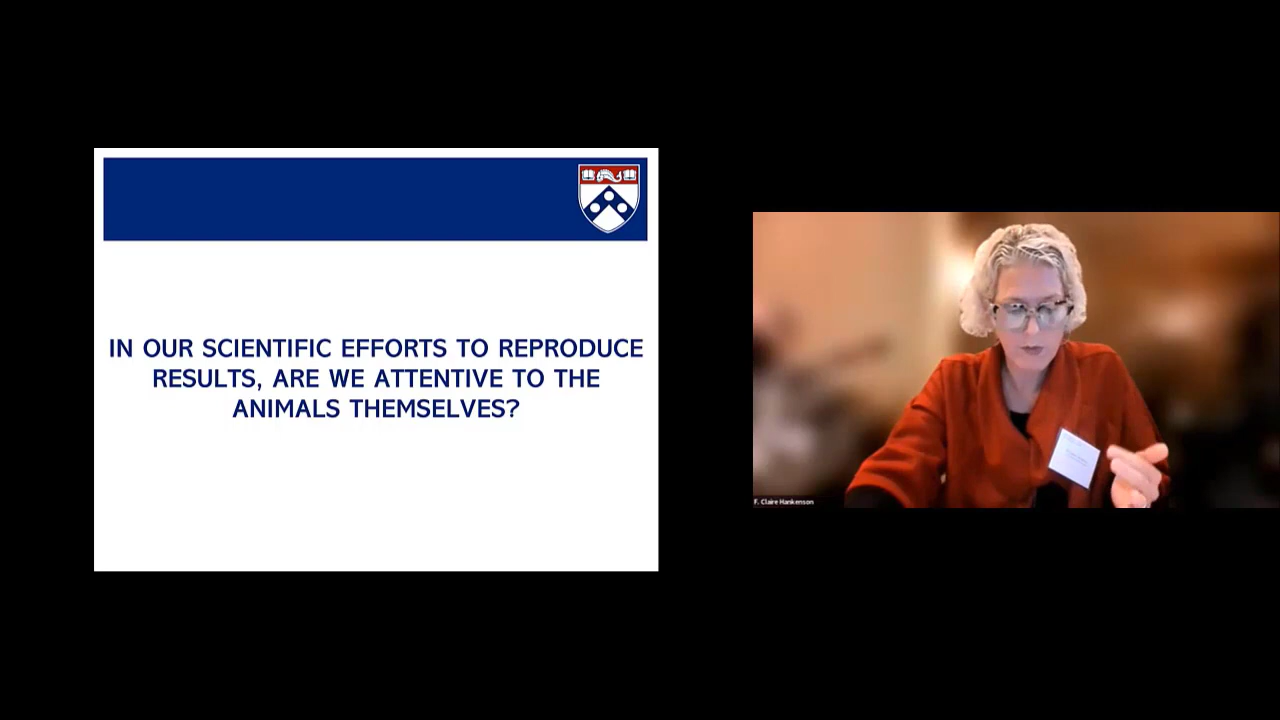 IN OUR SCIENTIFIC EFFORTS TO REPRODUCE
RESULTS, ARE WE ATTENTIVE TO THE
ANIMALS THEMSELVES?
F. Claire Hankenson